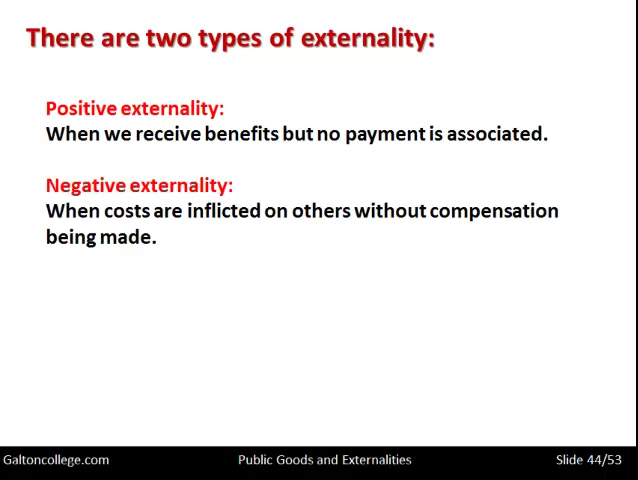 There are two types of externality:
Positive externality:
When we receive benefits but no payment is associated.
Negative externality:
When costs are inflicted on others without compensation
being made.
Galtoncollege.com
Public Goods and Externalities
Slide 44/53